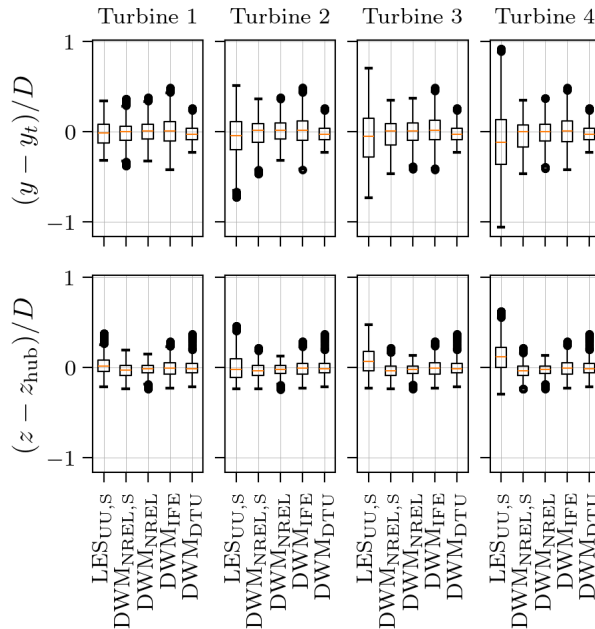 Turbine 1 Turbine 2 Turbine 3 Turbine 4
(y − y_t)/D
1
0
−1
(z − z_hub)/D
1
0
−1
LES_UU,S DWM_NREL,S DWM_NREL DWM_IFE DWM_DTU
LES_UU,S DWM_NREL,S DWM_NREL DWM_IFE DWM_DTU
LES_UU,S DWM_NREL,S DWM_NREL DWM_IFE DWM_DTU
LES_UU,S DWM_NREL,S DWM_NREL DWM_IFE DWM_DTU